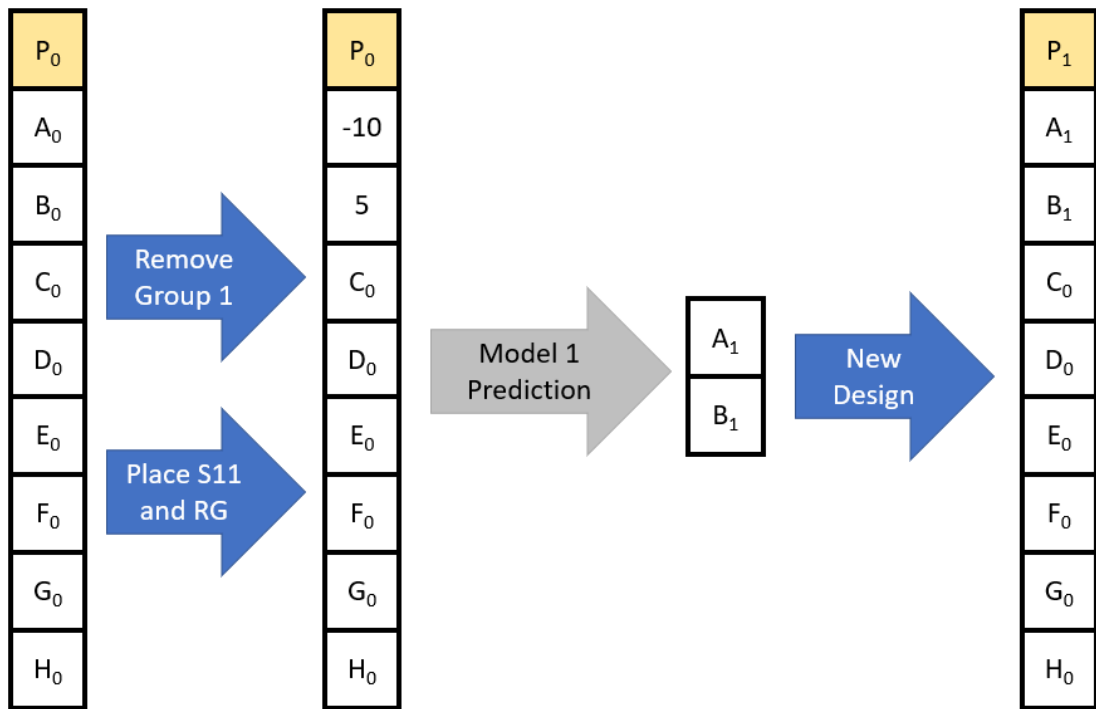 P₀
A₀
B₀
C₀
D₀
E₀
F₀
G₀
H₀
Remove
Group 1
Place S11
and RG
P₀
-10
5
C₀
D₀
E₀
F₀
G₀
H₀
Model 1
Prediction
A₁
B₁
New
Design
P₁
A₁
B₁
C₀
D₀
E₀
F₀
G₀
H₀